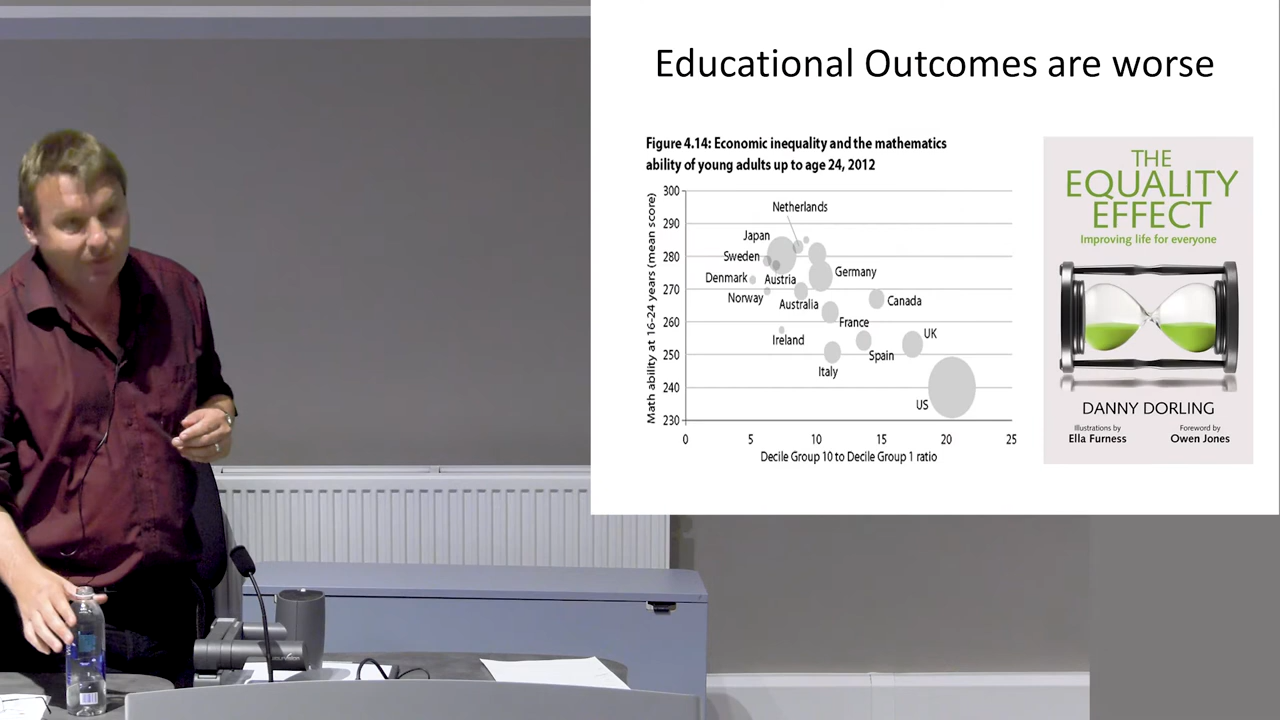 Educational Outcomes are worse
Figure 4.14: Economic inequality and the mathematics
ability of young adults up to age 24, 2012
Math ability at 16-24 years (mean score)
300
290
280
270
260
250
240
230
Netherlands
Japan
Sweden
Denmark
Austria
Germany
Norway
Australia
Canada
France
Ireland
UK
Spain
Italy
US
0
5
10
15
20
25
Decile Group 10 to Decile Group 1 ratio
THE
EQUALITY
EFFECT
Improving life for everyone
DANNY DORLING
Illustrations by
Ella Furness
Foreword by
Owen Jones